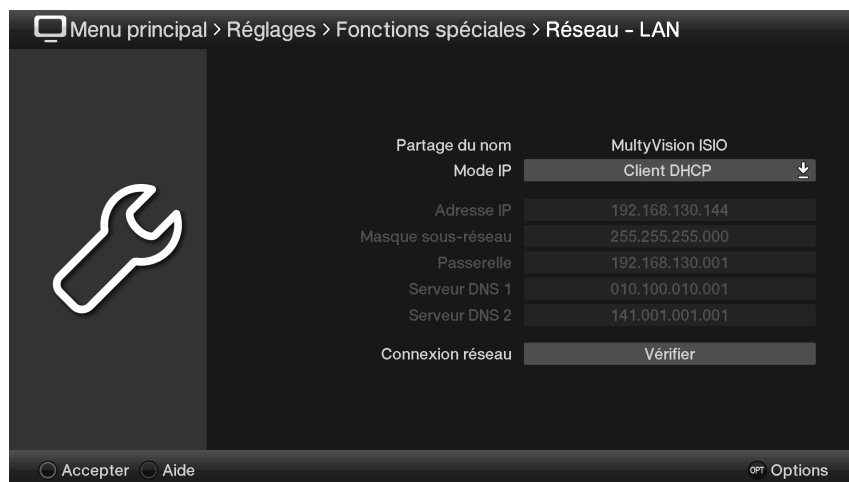 Menu principal > Réglages > Fonctions spéciales > Réseau - LAN
Partage du nom MultyVision ISIO
Mode IP Client DHCP
Adresse IP 192.168.130.144
Masque sous-réseau 255.255.255.000
Passerelle 192.168.130.001
Serveur DNS 1 010.100.010.001
Serveur DNS 2 141.001.001.001
Connexion réseau Vérifier
Accepter Aide OPT Options